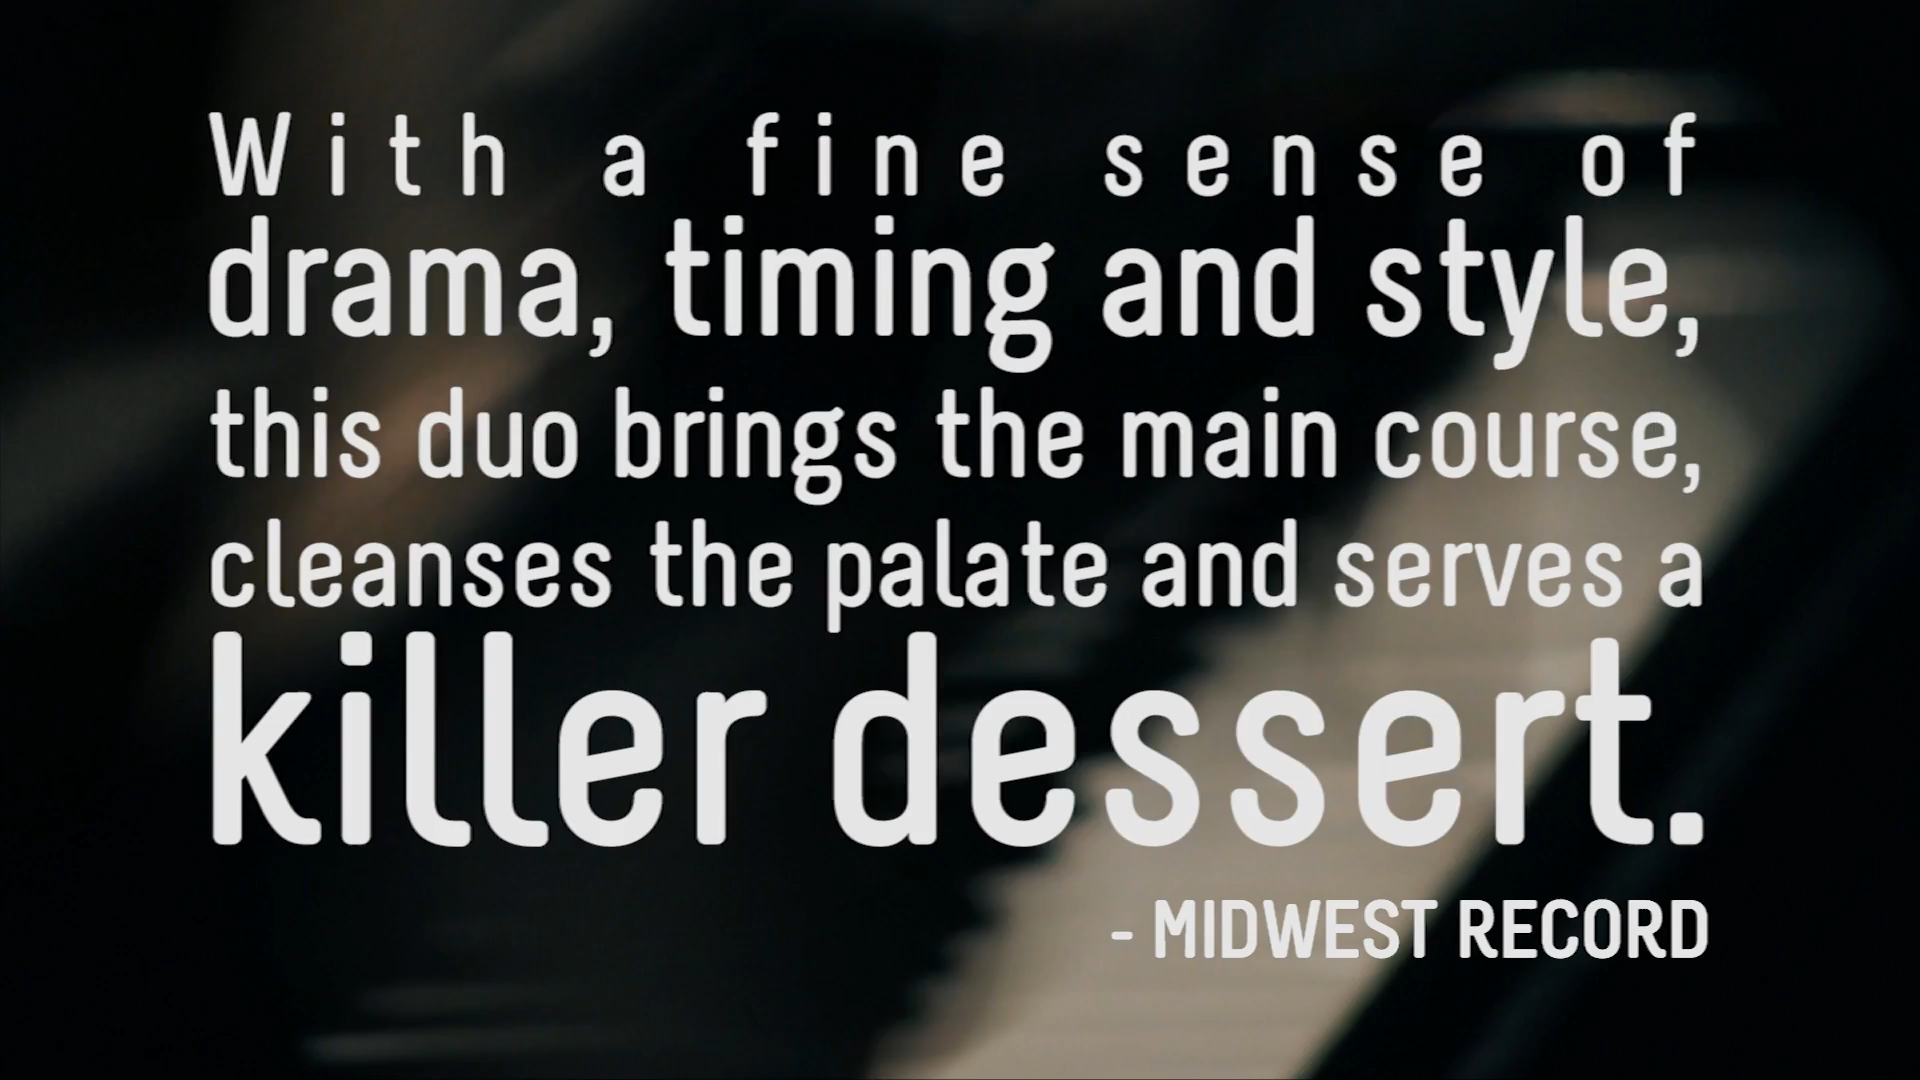 With a fine sense of
drama, timing and style,
this duo brings the main course,
cleanses the palate and serves a
killer dessert.
- MIDWEST RECORD